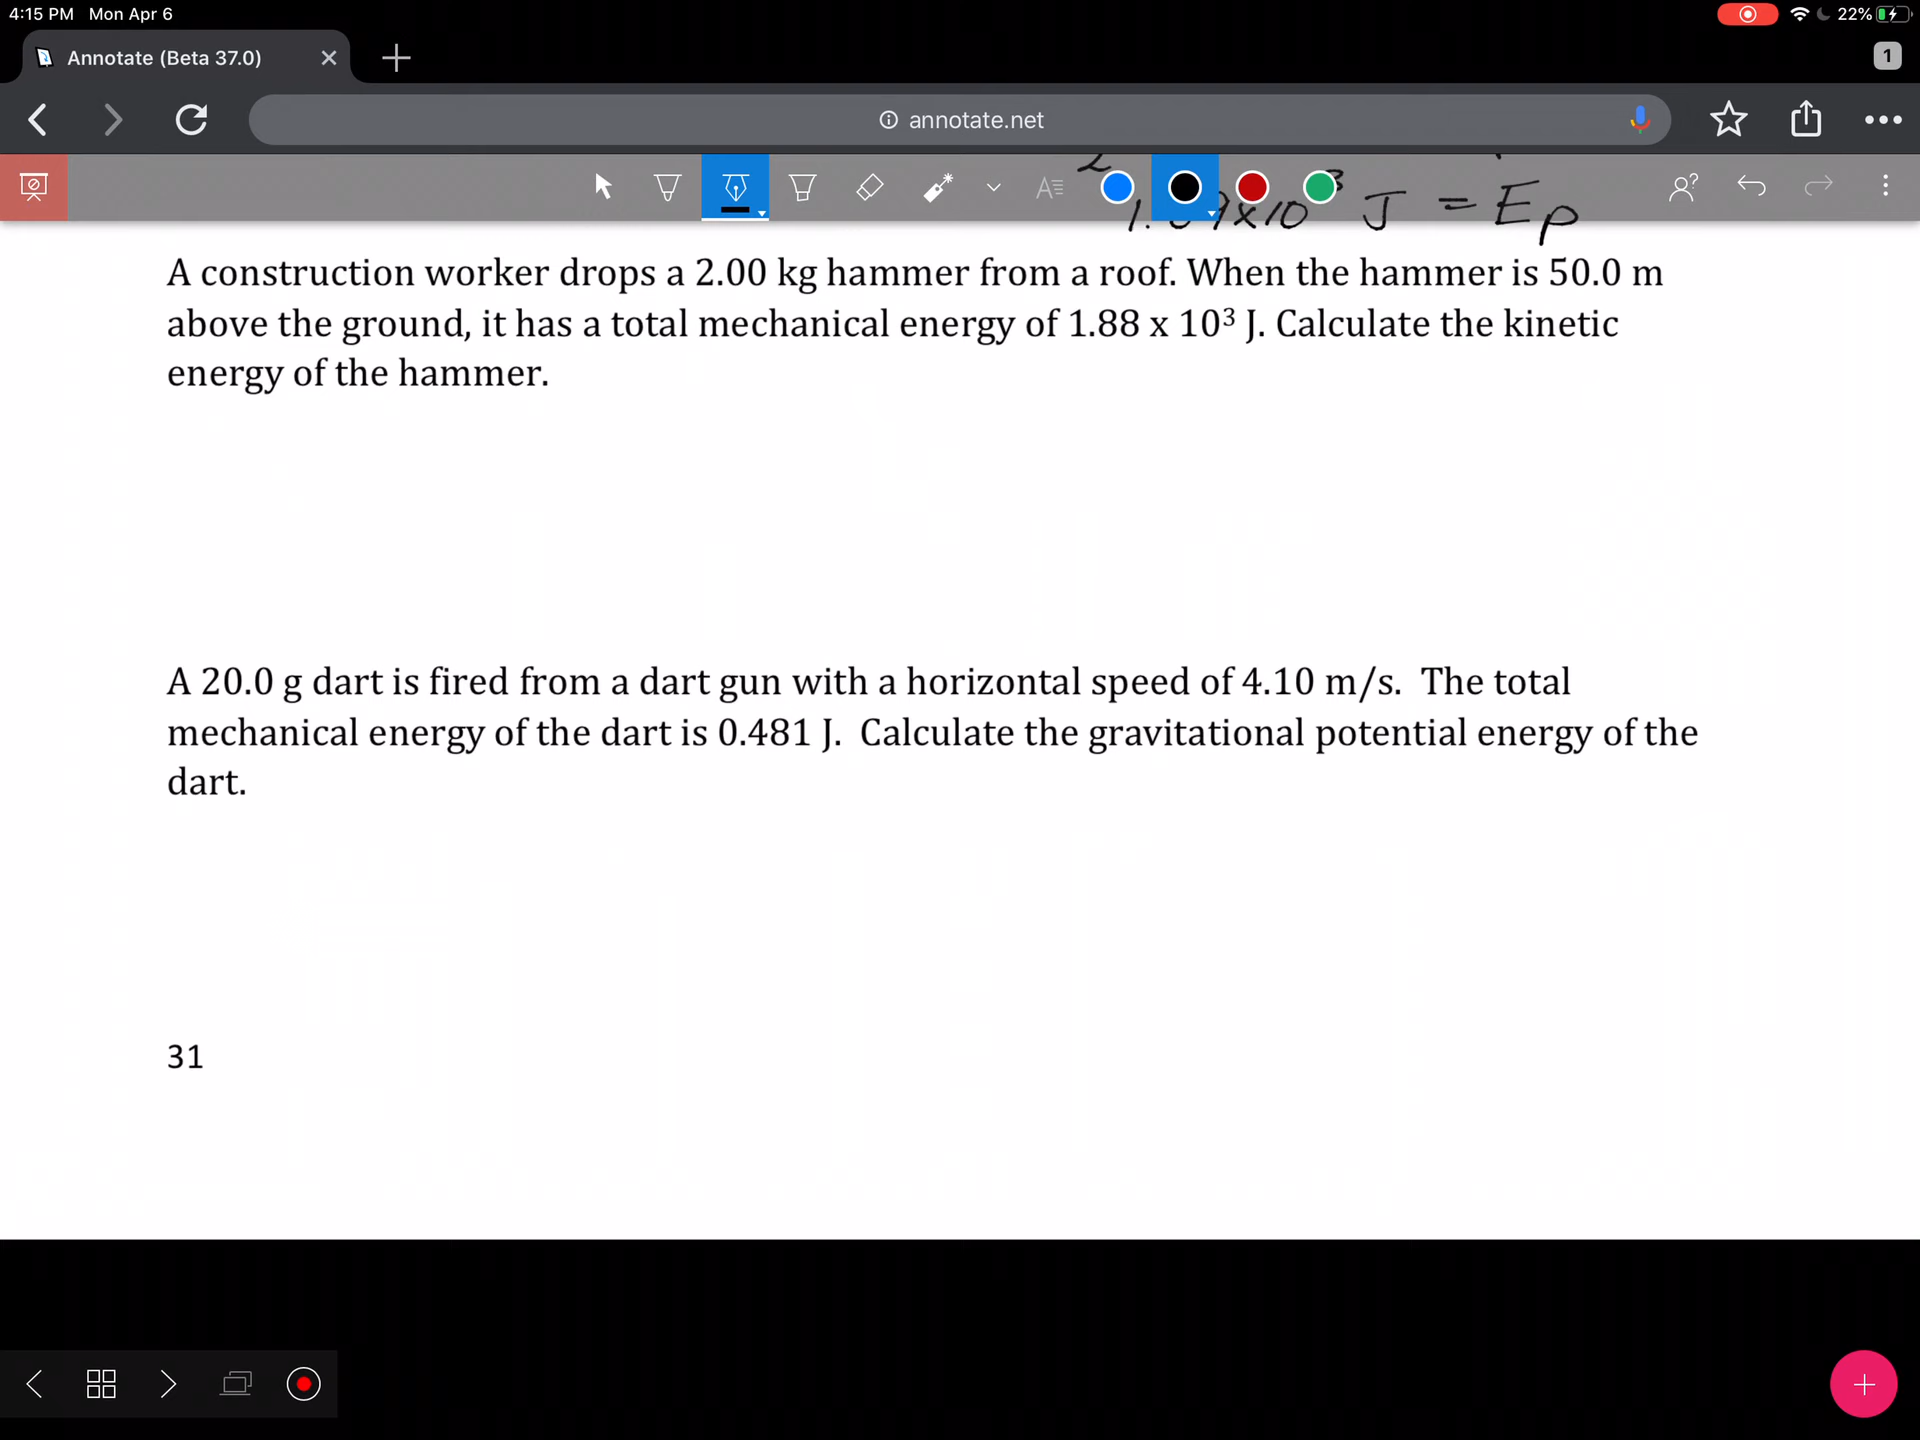 4:15 PM Mon Apr 6
22%
Annotate (Beta 37.0)
1
annotate.net
J = Ep
A construction worker drops a 2.00 kg hammer from a roof. When the hammer is 50.0 m
above the ground, it has a total mechanical energy of 1.88 x 10³ J. Calculate the kinetic
energy of the hammer.
A 20.0 g dart is fired from a dart gun with a horizontal speed of 4.10 m/s. The total
mechanical energy of the dart is 0.481 J. Calculate the gravitational potential energy of the
dart.
31